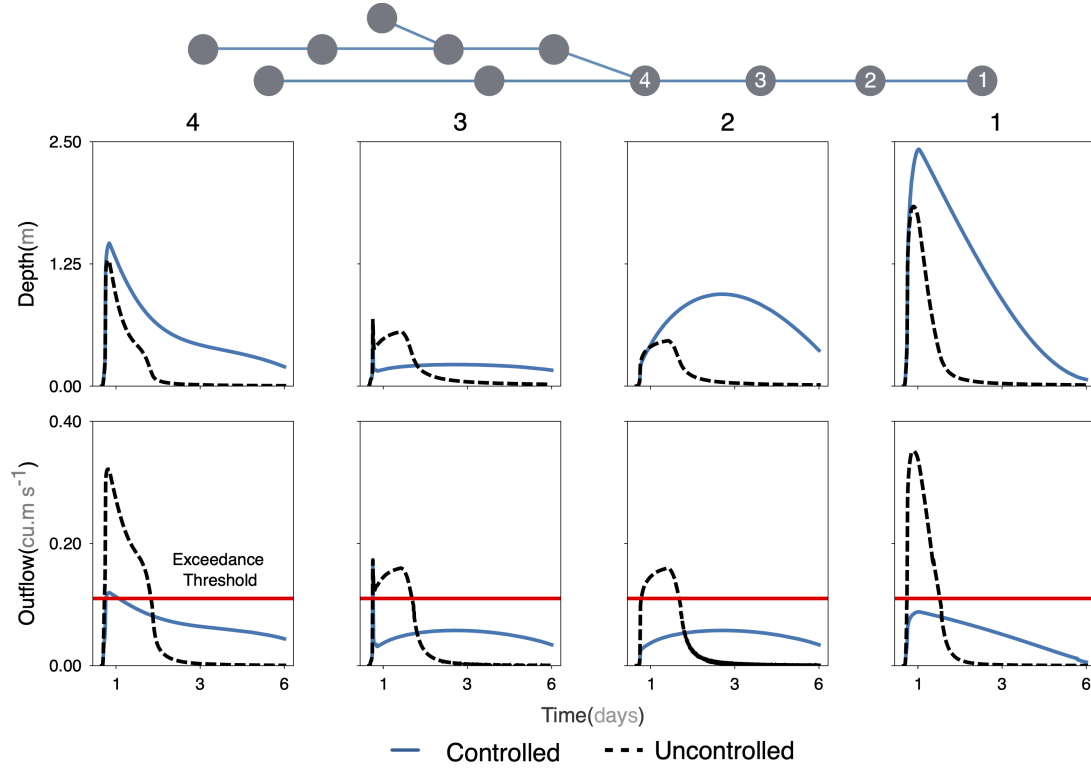 4 3 2 1
4 3 2 1
2.50
1.25
0.00
Depth(m)
0.40
0.20
0.00
Outflow(cu.m s⁻¹)
Exceedance
Threshold
1 3 6 1 3 6 1 3 6 1 3 6
Time(days)
Controlled Uncontrolled